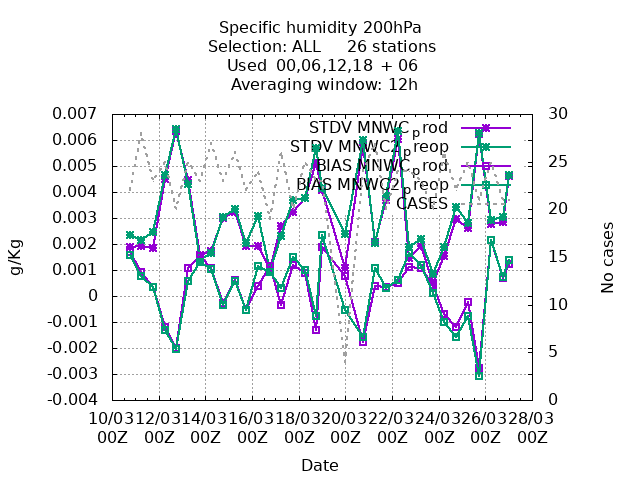 Specific humidity 200hPa
Selection: ALL     26 stations
Used  00,06,12,18  + 06
Averaging window: 12h
0.007
0.006
0.005
0.004
0.003
0.002
0.001
0
-0.001
-0.002
-0.003
-0.004
g/Kg
STDV MNWC_prod
STDV MNWC2_preop
BIAS MNWC_prod
BIAS MNWC2_preop
CASES
30
25
20
15
10
5
0
No cases
10/03 12/03 14/03 16/03 18/03 20/03 22/03 24/03 26/03 28/03
00Z 00Z 00Z 00Z 00Z 00Z 00Z 00Z 00Z 00Z
Date